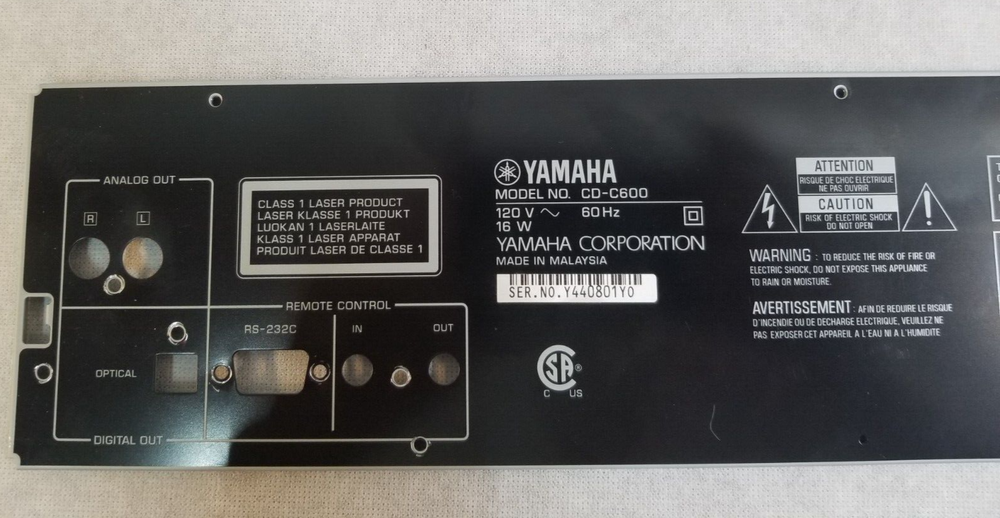 ANALOG OUT
R
L
CLASS 1 LASER PRODUCT
LASER KLASSE 1 PRODUKT
LUOKAN 1 LASERLAITE
KLASS 1 LASER APPARAT
PRODUIT LASER DE CLASSE 1
REMOTE CONTROL
RS-232C
IN
OUT
OPTICAL
DIGITAL OUT
YAMAHA
MODEL NO. CD-C600
120 V ~ 60 Hz
16 W
YAMAHA CORPORATION
MADE IN MALAYSIA
SER.NO.Y440801YO
CSA®
C US
ATTENTION
RISQUE DE CHOC ELECTRIQUE
NE PAS OUVRIR
CAUTION
RISK OF ELECTRIC SHOCK
DO NOT OPEN
WARNING : TO REDUCE THE RISK OF FIRE OR
ELECTRIC SHOCK, DO NOT EXPOSE THIS APPLIANCE
TO RAIN OR MOISTURE.
AVERTISSEMENT : AFIN DE REDUIRE LE RISQUE
D'INCENDIE OU DE DECHARGE ELECTRIQUE, VEUILLEZ NE
PAS EXPOSER CET APPAREIL A L'EAU NI A L'HUMIDITE